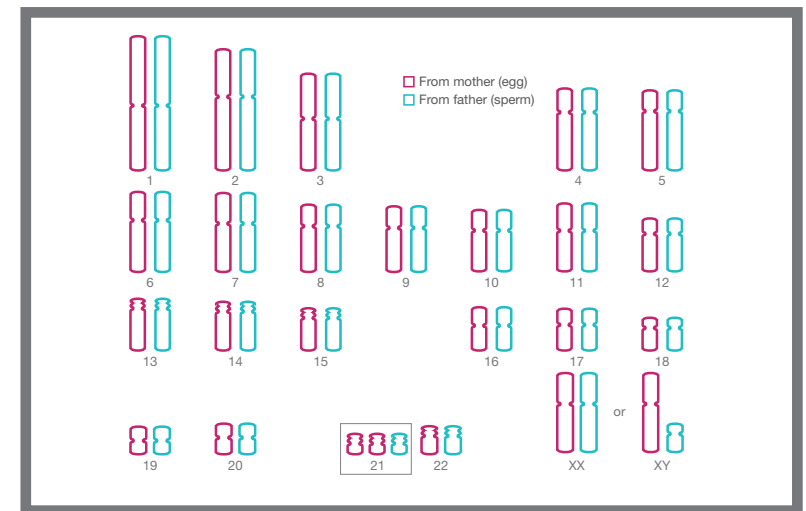 From mother (egg)
From father (sperm)
1 2 3 4 5
6 7 8 9 10 11 12
13 14 15 16 17 18
or
19 20 21 22 XX XY